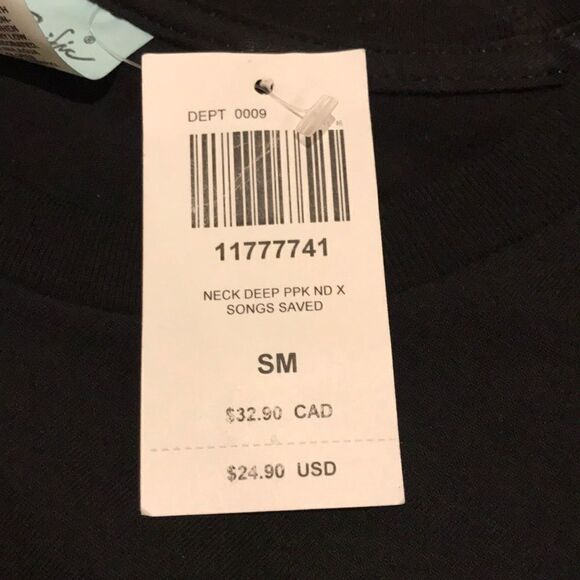 DEPT 0009
11777741
NECK DEEP PPK ND X
SONGS SAVED
SM
$32.90 CAD
$24.90 USD